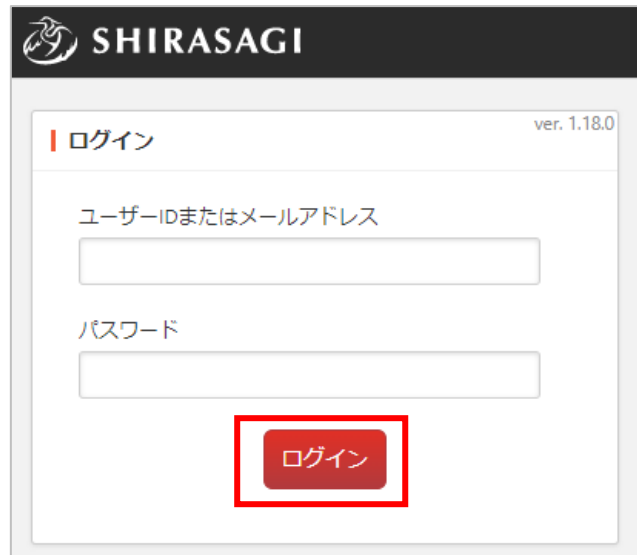 SHIRASAGI
ログイン
ver. 1.18.0
ユーザーIDまたはメールアドレス
パスワード
ログイン